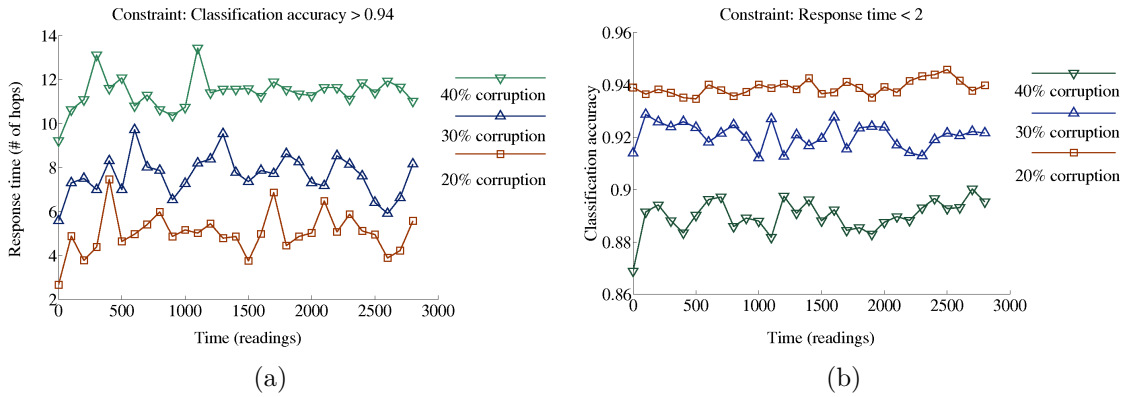 Constraint: Classification accuracy > 0.94
14
12
10
8
6
4
2
Response time (# of hops)
0
500
1000
1500
2000
2500
3000
Time (readings)
40% corruption
30% corruption
20% corruption
(a)
Constraint: Response time < 2
0.96
0.94
0.92
0.9
0.88
0.86
Classification accuracy
0
500
1000
1500
2000
2500
3000
Time (readings)
40% corruption
30% corruption
20% corruption
(b)